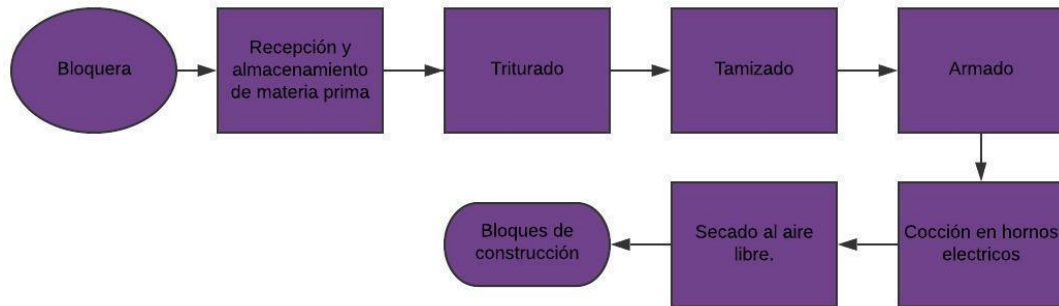 Bloquera
Recepción y
almacenamiento
de materia prima
Triturado
Tamizado
Armado
Cocción en hornos
electricos
Secado al aire
libre.
Bloques de
construcción